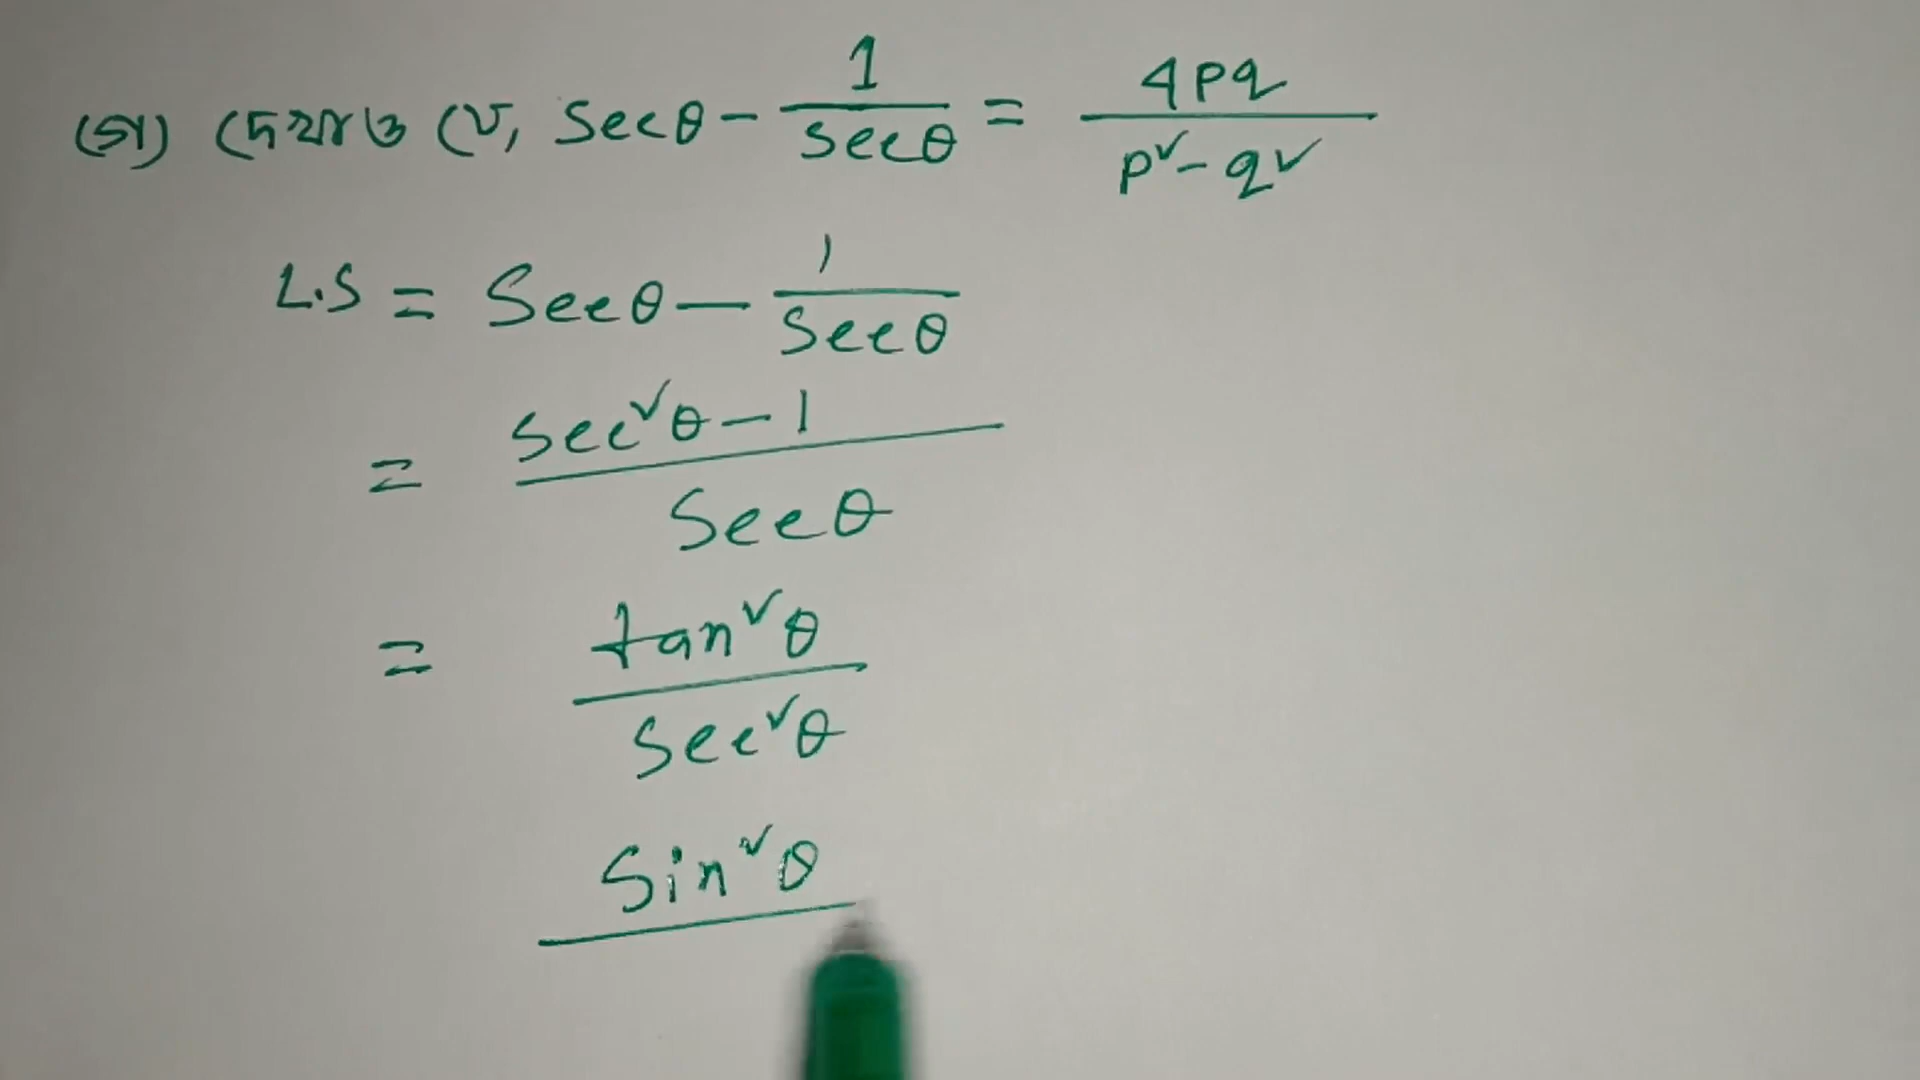 (গ) দেখাও যে, secθ - 1/secθ = 4pq/p² - q²
L.S = Secθ - 1/Secθ
= sec²θ - 1/Secθ
= tan²θ/sec²θ
Sin²θ